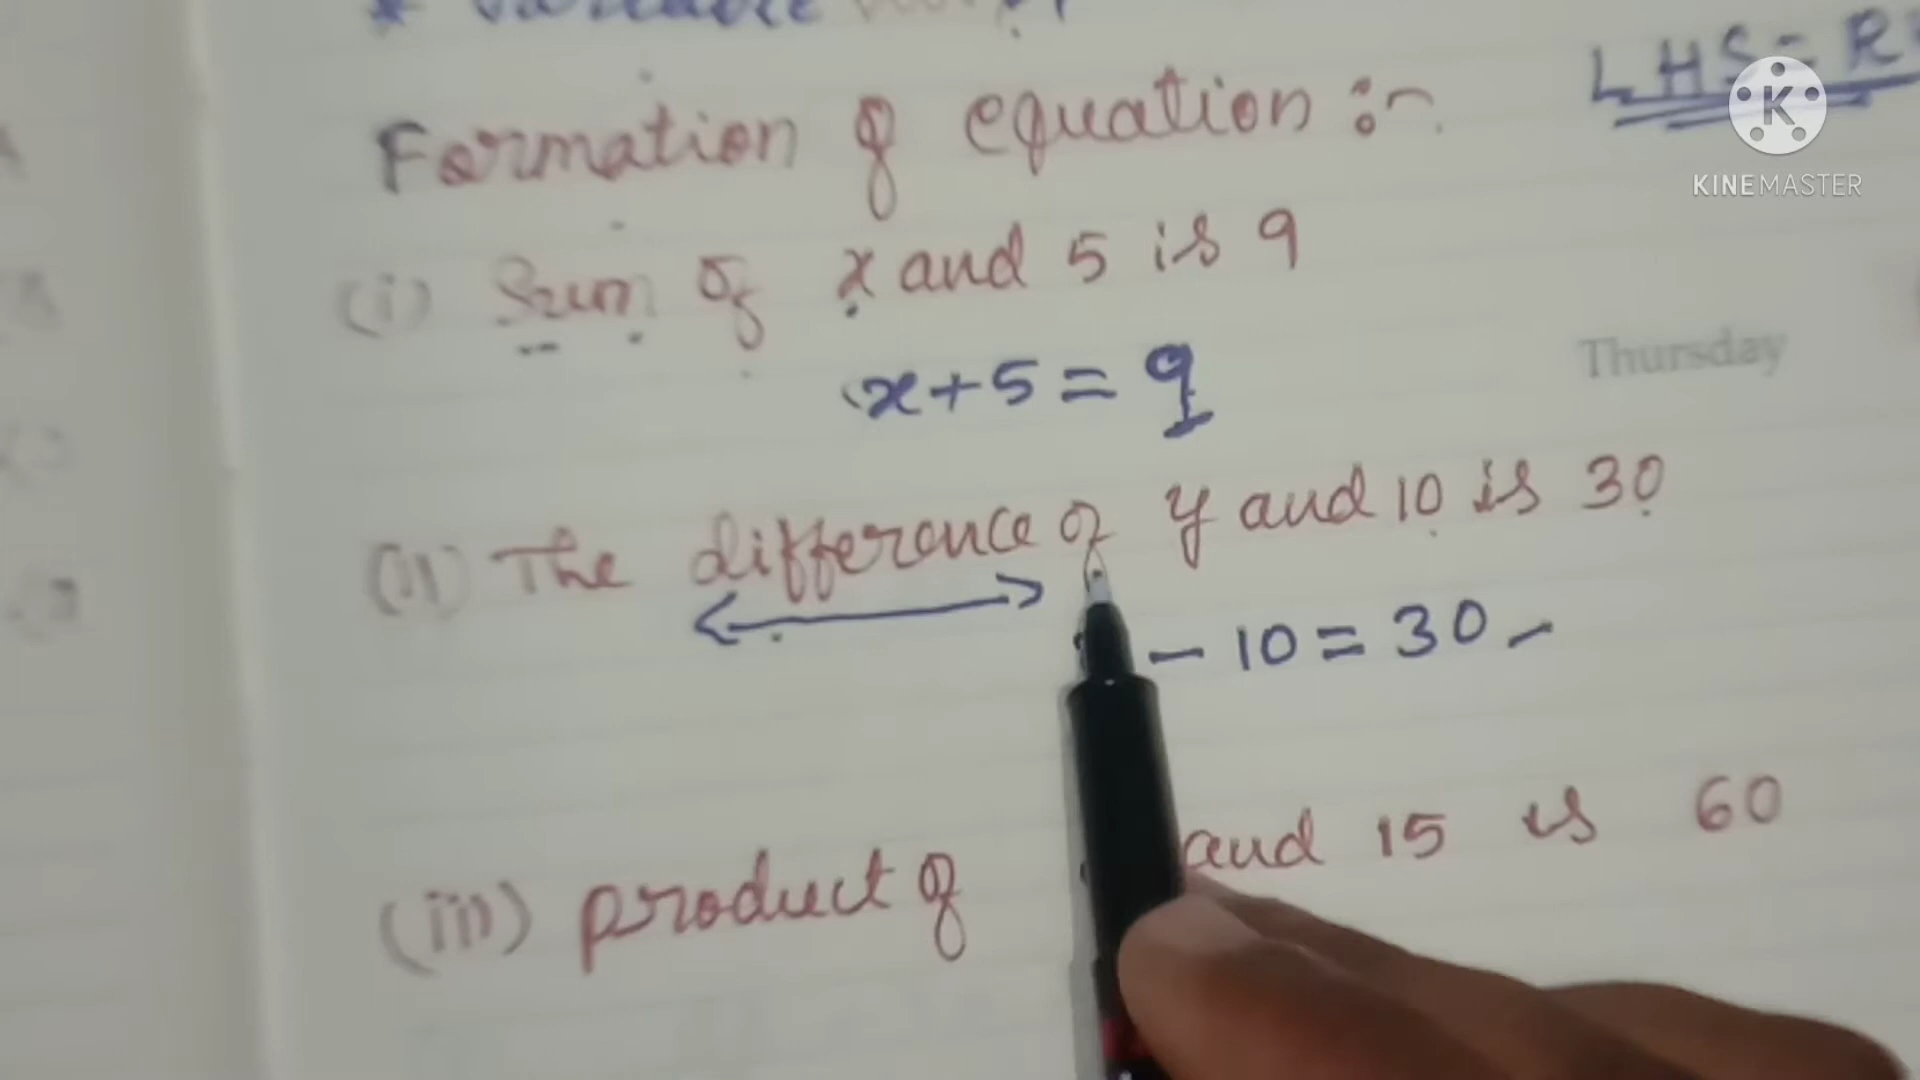 * variable
LHS = R
KINEMASTER
Formation of equation :-
(i) Sum of x and 5 is 9
x + 5 = 9
Thursday
(ii) The difference of y and 10 is 30
- 10 = 30
(iii) product of and 15 is 60